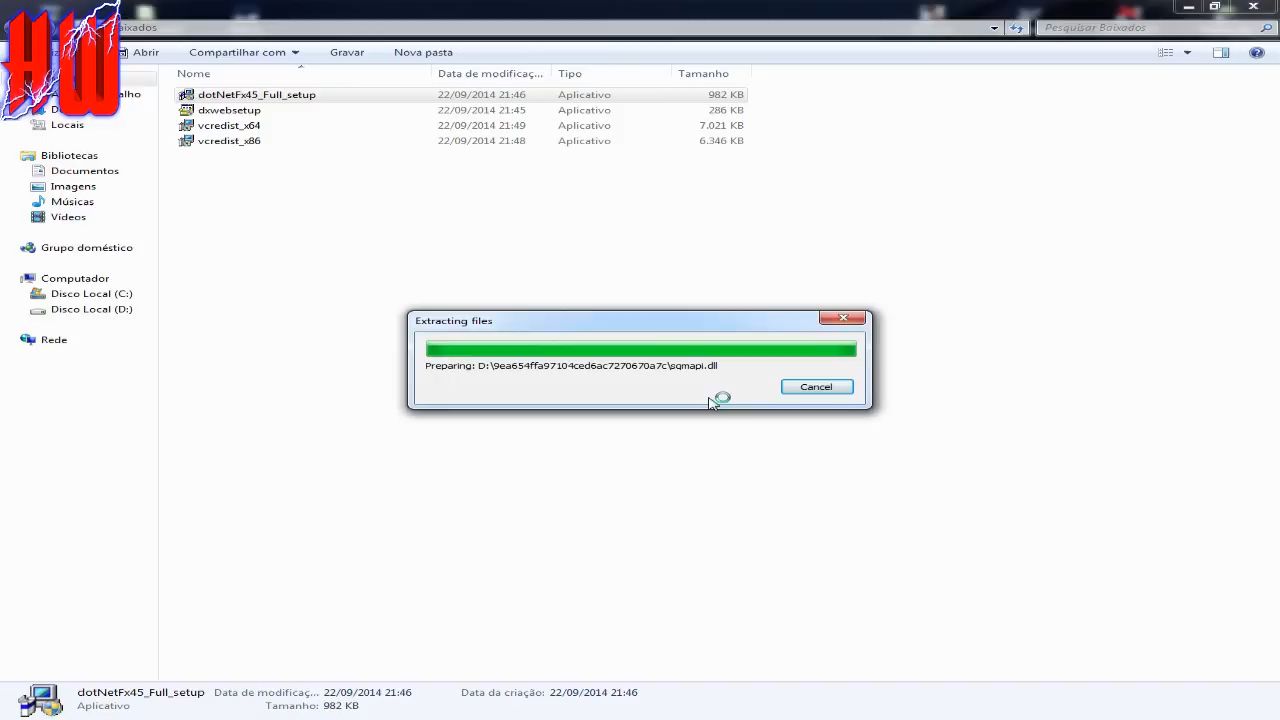 HW
aixados
Pesquisar Baixados
Abrir
Compartilhar com
Gravar
Nova pasta
Nome
Data de modificaç...
Tipo
Tamanho
dotNetFx45_Full_setup 22/09/2014 21:46 Aplicativo 982 KB
dxwebsetup 22/09/2014 21:45 Aplicativo 286 KB
vcredist_x64 22/09/2014 21:49 Aplicativo 7.021 KB
vcredist_x86 22/09/2014 21:48 Aplicativo 6.346 KB
alho
Locais
Bibliotecas
Documentos
Imagens
Músicas
Vídeos
Grupo doméstico
Computador
Disco Local (C:)
Disco Local (D:)
Rede
Extracting files
Preparing: D:\9ea654ffa97104ced6ac7270670a7c\sqmapi.dll
Cancel
dotNetFx45_Full_setup Data de modificaç... 22/09/2014 21:46 Data da criação: 22/09/2014 21:46
Aplicativo Tamanho: 982 KB